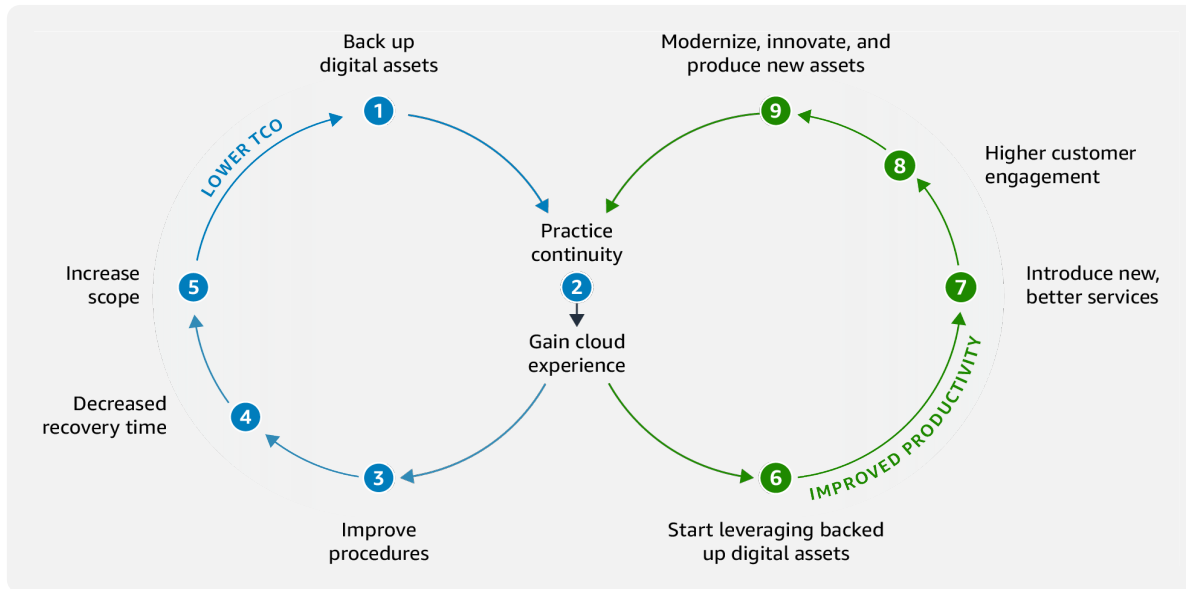 Back up
digital assets
1
Modernize, innovate, and
produce new assets
9
LOWER TCO
8
Higher customer
engagement
Practice
continuity
2
Gain cloud
experience
Increase
scope
5
7
Introduce new,
better services
Decreased
recovery time
4
IMPROVED PRODUCTIVITY
3
Improve
procedures
6
Start leveraging backed
up digital assets